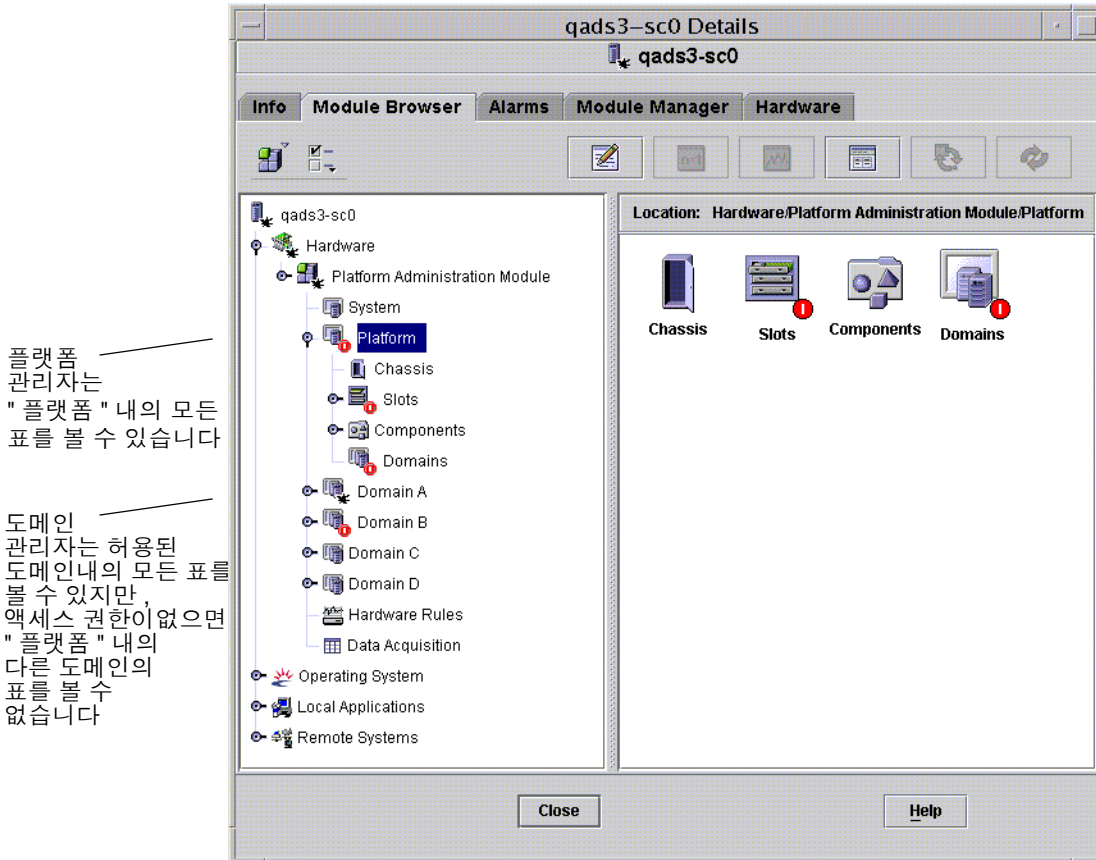 qads3–sc0 Details
qads3-sc0
Info
Module Browser
Alarms
Module Manager
Hardware
n=1
qads3-sc0
Hardware
Platform Administration Module
System
Platform
Chassis
Slots
Components
Domains
Domain A
Domain B
Domain C
Domain D
Hardware Rules
Data Acquisition
Operating System
Local Applications
Remote Systems
Location: Hardware/Platform Administration Module/Platform
Chassis
Slots
Components
Domains
Close
Help
플랫폼
관리자는
" 플랫폼 " 내의 모든
표를 볼 수 있습니다
도메인
관리자는 허용된
도메인내의 모든 표를
볼 수 있지만 ,
액세스 권한이없으면
" 플랫폼 " 내의
다른 도메인의
표를 볼 수
없습니다